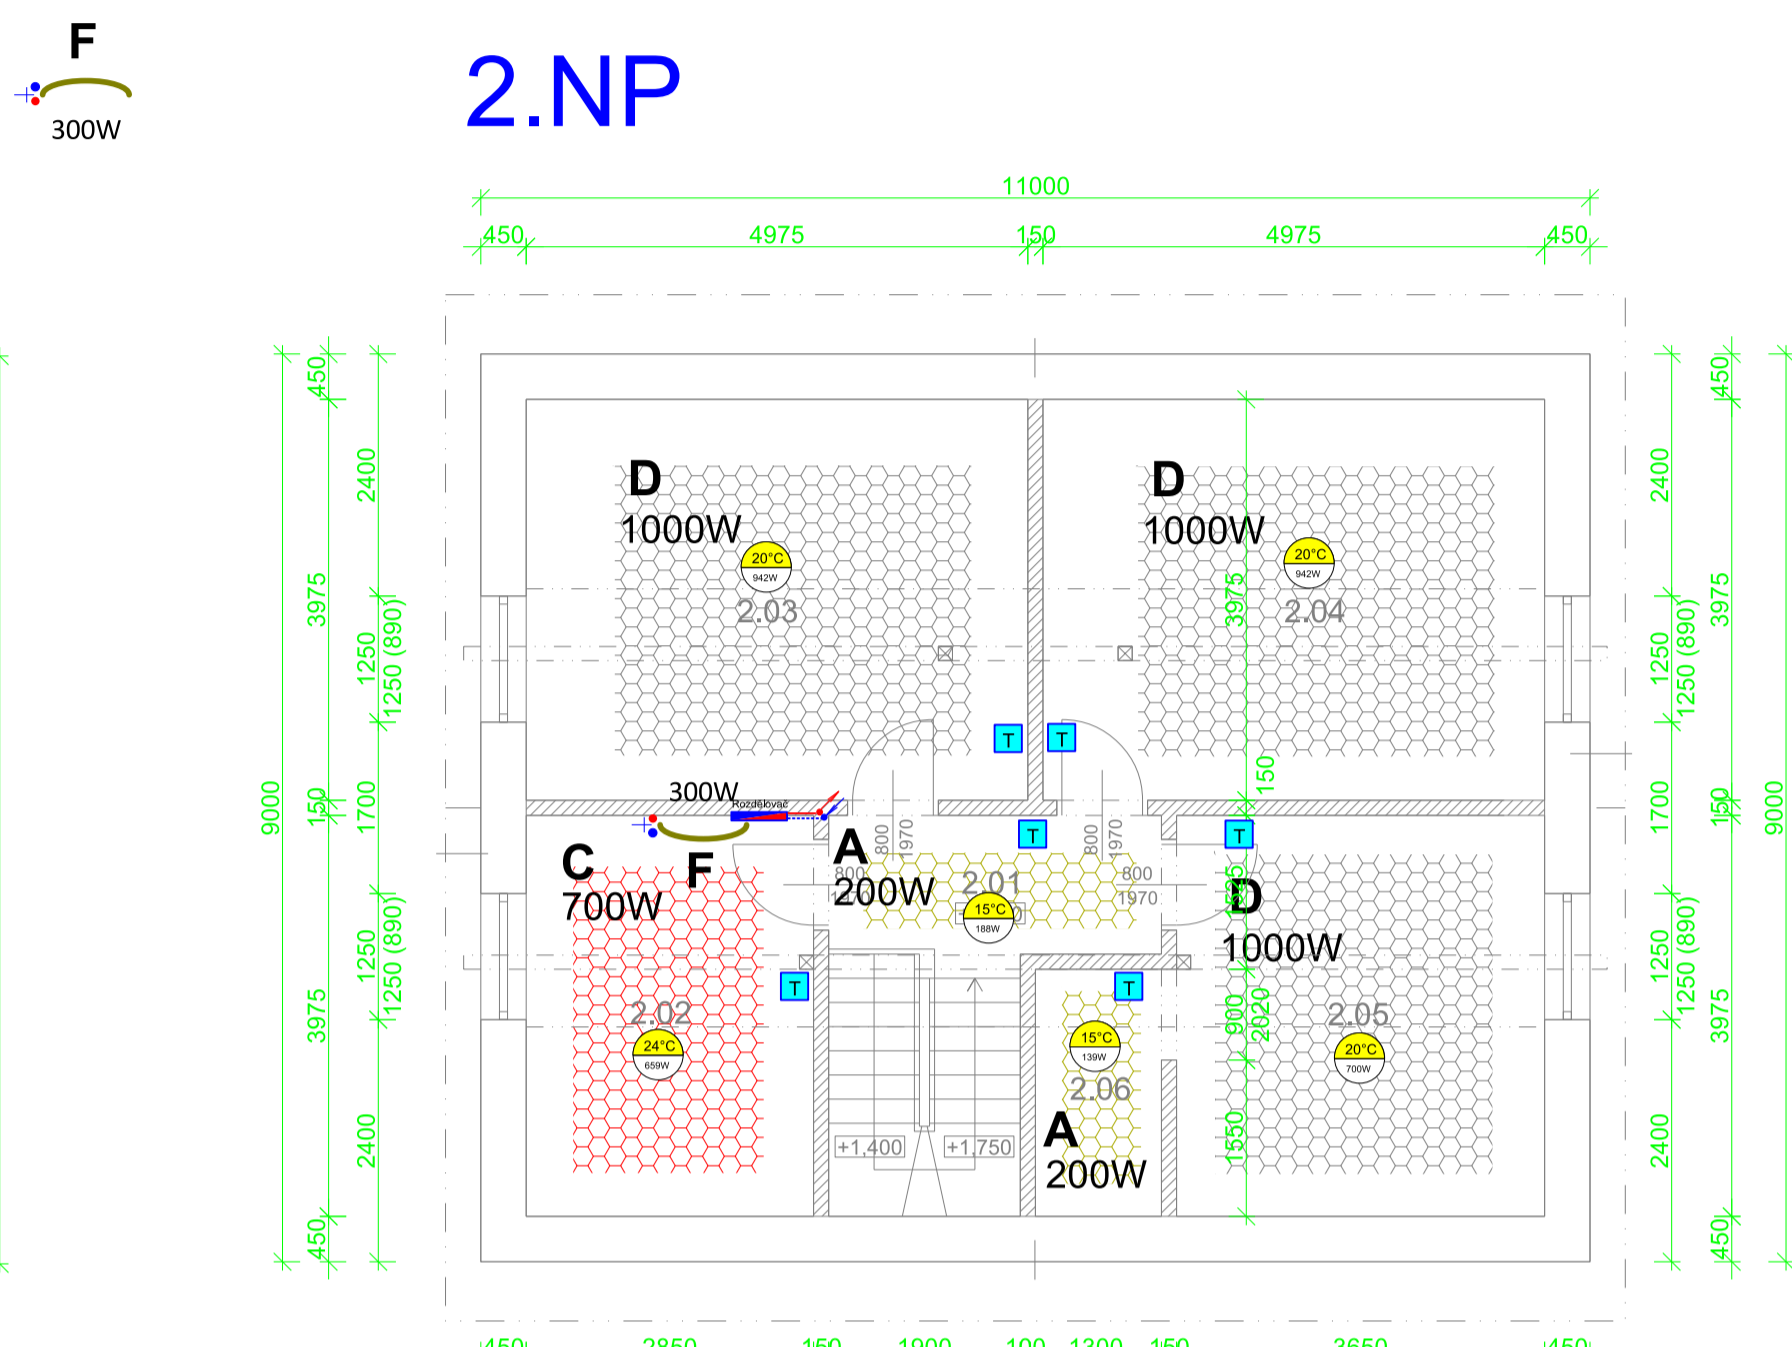 F
300W
2.NP
11000
450
4975
150
4975
450
450
2400
3975
1250
1250 (890)
9000
150
1700
1250
1250 (890)
3975
2400
450
D
1000W
20°C
942W
2.03
D
1000W
20°C
942W
2.04
3975
150
T
T
300W
Rozdělovač
F
C
700W
2.02
24°C
659W
T
A
200W
800
1970
800
1970
800
800
1970
2.01
15°C
188W
T
T
D
1000W
1525
900
2020
1550
2.05
20°C
700W
T
15°C
139W
2.06
A
200W
+1,400
+1,750
450
2400
3975
1250
1250 (890)
1700
150
9000
1250
1250 (890)
3975
2400
450
450
2850
150
1900
100
1300
150
3650
450